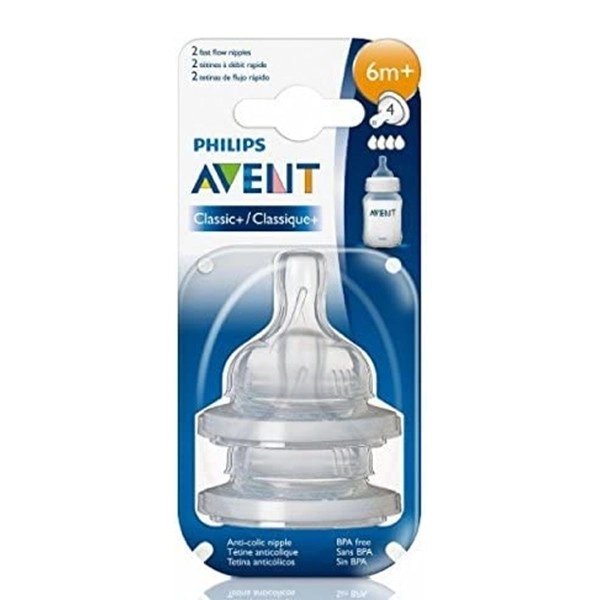 2 fast flow nipples
2 tétines à débit rapide
2 tetinas de flujo rápido
6m+
4
PHILIPS
AVENT
Classic+/Classique+
AVENT
Anti-colic nipple
Tétine anticolique
Tetina anticólicos
BPA free
Sans BPA
Sin BPA